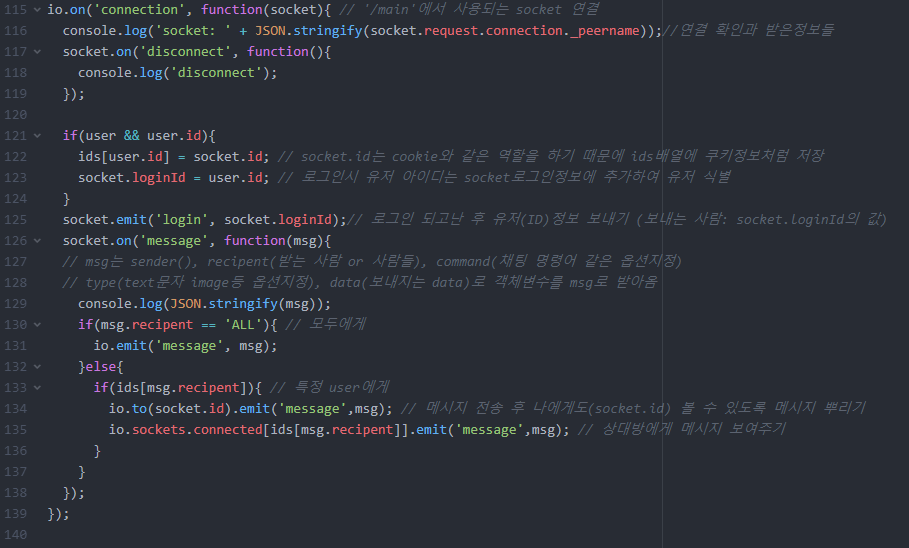 115 io.on('connection', function(socket){ // '/main'에서 사용되는 socket 연결
116 console.log('socket: ' + JSON.stringify(socket.request.connection._peername));//연결 확인과 받은정보들
117 socket.on('disconnect', function(){
118 console.log('disconnect');
119 });
120
121 if(user && user.id){
122 ids[user.id] = socket.id; // socket.id는 cookie와 같은 역할을 하기 때문에 ids배열에 쿠키정보처럼 저장
123 socket.loginId = user.id; // 로그인시 유저 아이디는 socket로그인정보에 추가하여 유저 식별
124 }
125 socket.emit('login', socket.loginId);// 로그인 되고난 후 유저(ID)정보 보내기 (보내는 사람: socket.loginId의 값)
126 socket.on('message', function(msg){
127 // msg는 sender(), recipent(받는 사람 or 사람들), command(채팅 명령어 같은 옵션지정)
128 // type(text문자 image등 옵션지정), data(보내지는 data)로 객체변수를 msg로 받아옴
129 console.log(JSON.stringify(msg));
130 if(msg.recipent == 'ALL'){ // 모두에게
131 io.emit('message', msg);
132 }else{
133 if(ids[msg.recipent]){ // 특정 user에게
134 io.to(socket.id).emit('message',msg); // 메시지 전송 후 나에게도(socket.id) 볼 수 있도록 메시지 뿌리기
135 io.sockets.connected[ids[msg.recipent]].emit('message',msg); // 상대방에게 메시지 보여주기
136 }
137 }
138 });
139 });
140